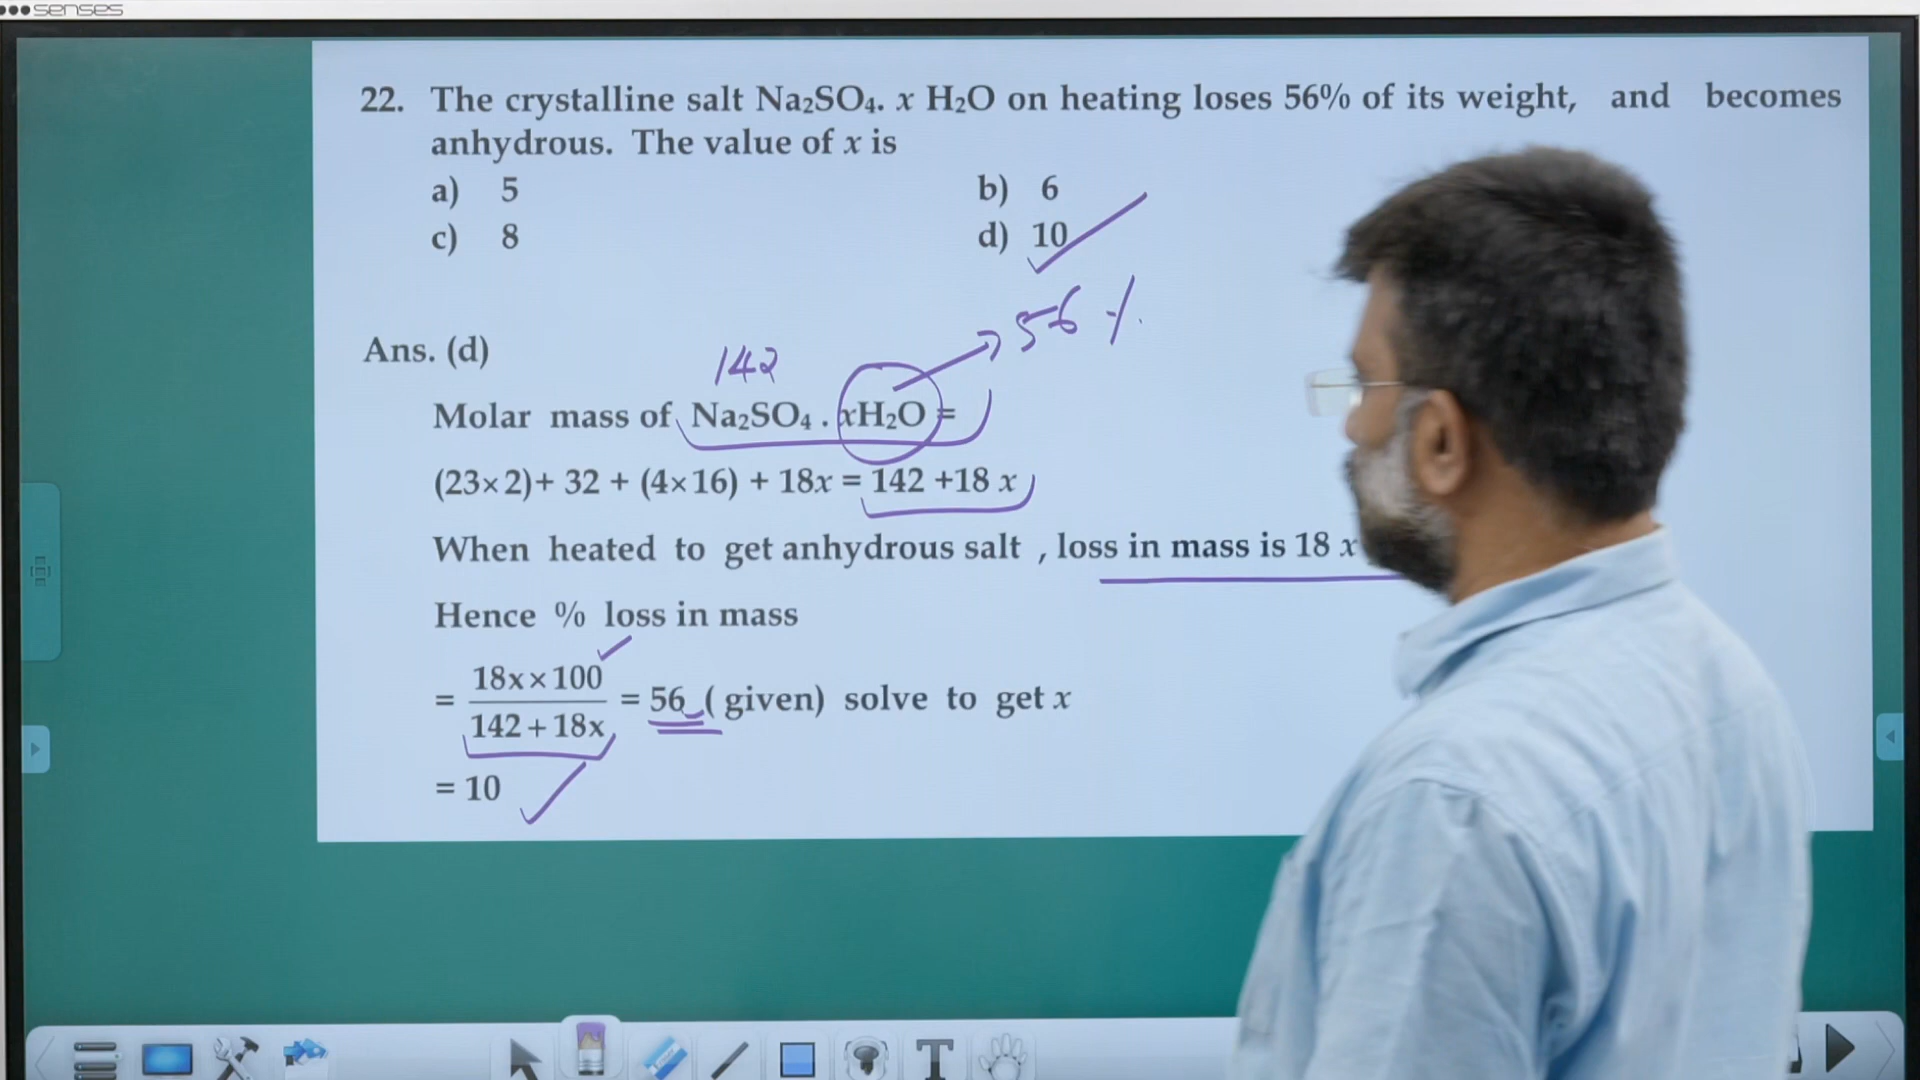 senses
22. The crystalline salt Na₂SO₄. x H₂O on heating loses 56% of its weight, and becomes
anhydrous. The value of x is
a) 5 b) 6
c) 8 d) 10
56 %
Ans. (d)
142
Molar mass of Na₂SO₄ . xH₂O =
(23×2)+ 32 + (4×16) + 18x = 142 +18 x
When heated to get anhydrous salt , loss in mass is 18 x
Hence % loss in mass
= 18x×100 / 142 + 18x = 56 ( given) solve to get x
= 10
T